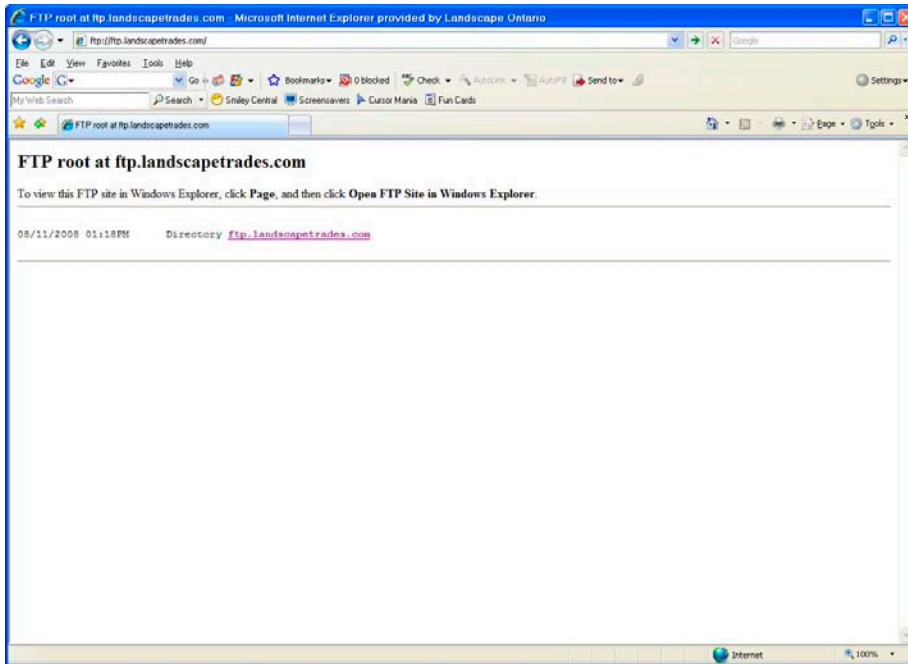 FTP root at ftp.landscapetrades.com - Microsoft Internet Explorer provided by Landscape Ontario
ftp://ftp.landscapetrades.com/
Google
File Edit View Favorites Tools Help
Google G Go Bookmarks 0 blocked Check AutoLink AutoFill Send to Settings
My Web Search Search Smiley Central Screensavers Cursor Mania Fun Cards
FTP root at ftp.landscapetrades.com Page Tools
FTP root at ftp.landscapetrades.com
To view this FTP site in Windows Explorer, click Page, and then click Open FTP Site in Windows Explorer.
08/11/2008 01:18PM Directory ftp.landscapetrades.com
Internet 100%